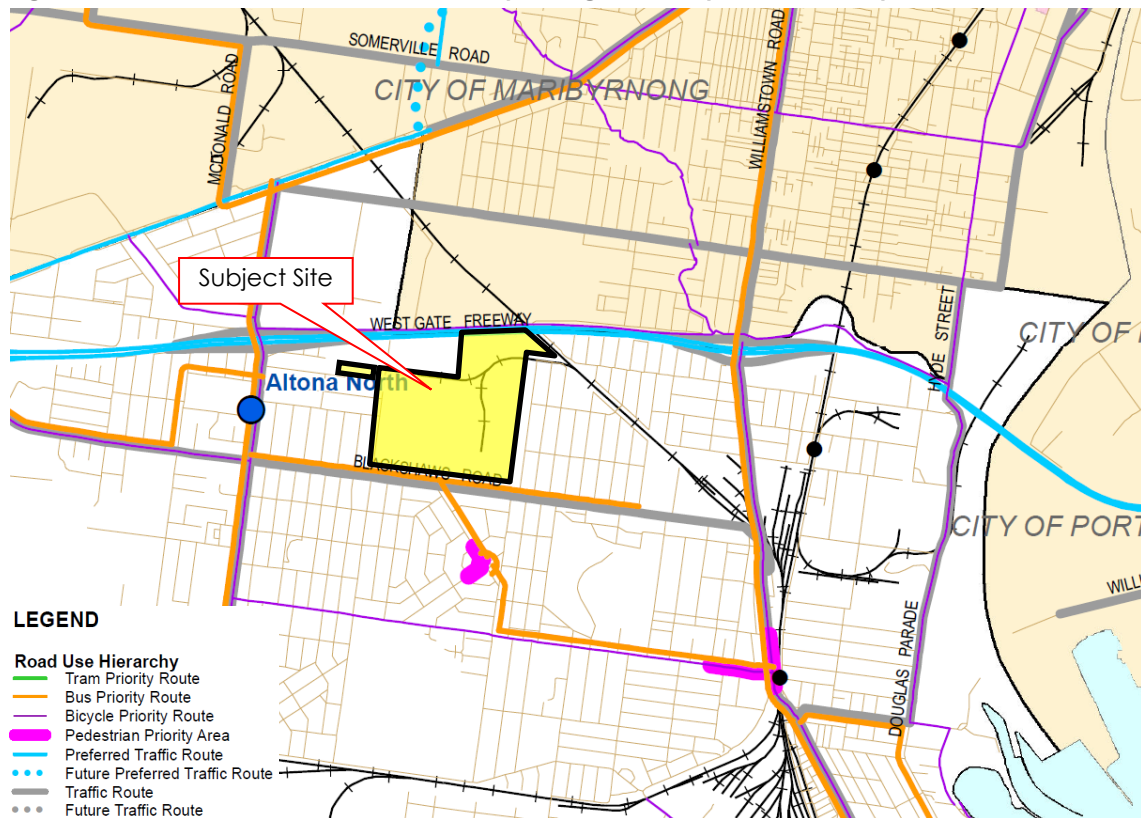 SOMERVILLE ROAD
CITY OF MARIBYRNONG
MCDONALD ROAD
WILLIAMSTOWN ROAD
Subject Site
WEST GATE FREEWAY
HYDE STREET
CITY OF
Altona North
BLACKSHAWS ROAD
CITY OF PORT
DOUGLAS PARADE
LEGEND
Road Use Hierarchy
Tram Priority Route
Bus Priority Route
Bicycle Priority Route
Pedestrian Priority Area
Preferred Traffic Route
Future Preferred Traffic Route
Traffic Route
Future Traffic Route